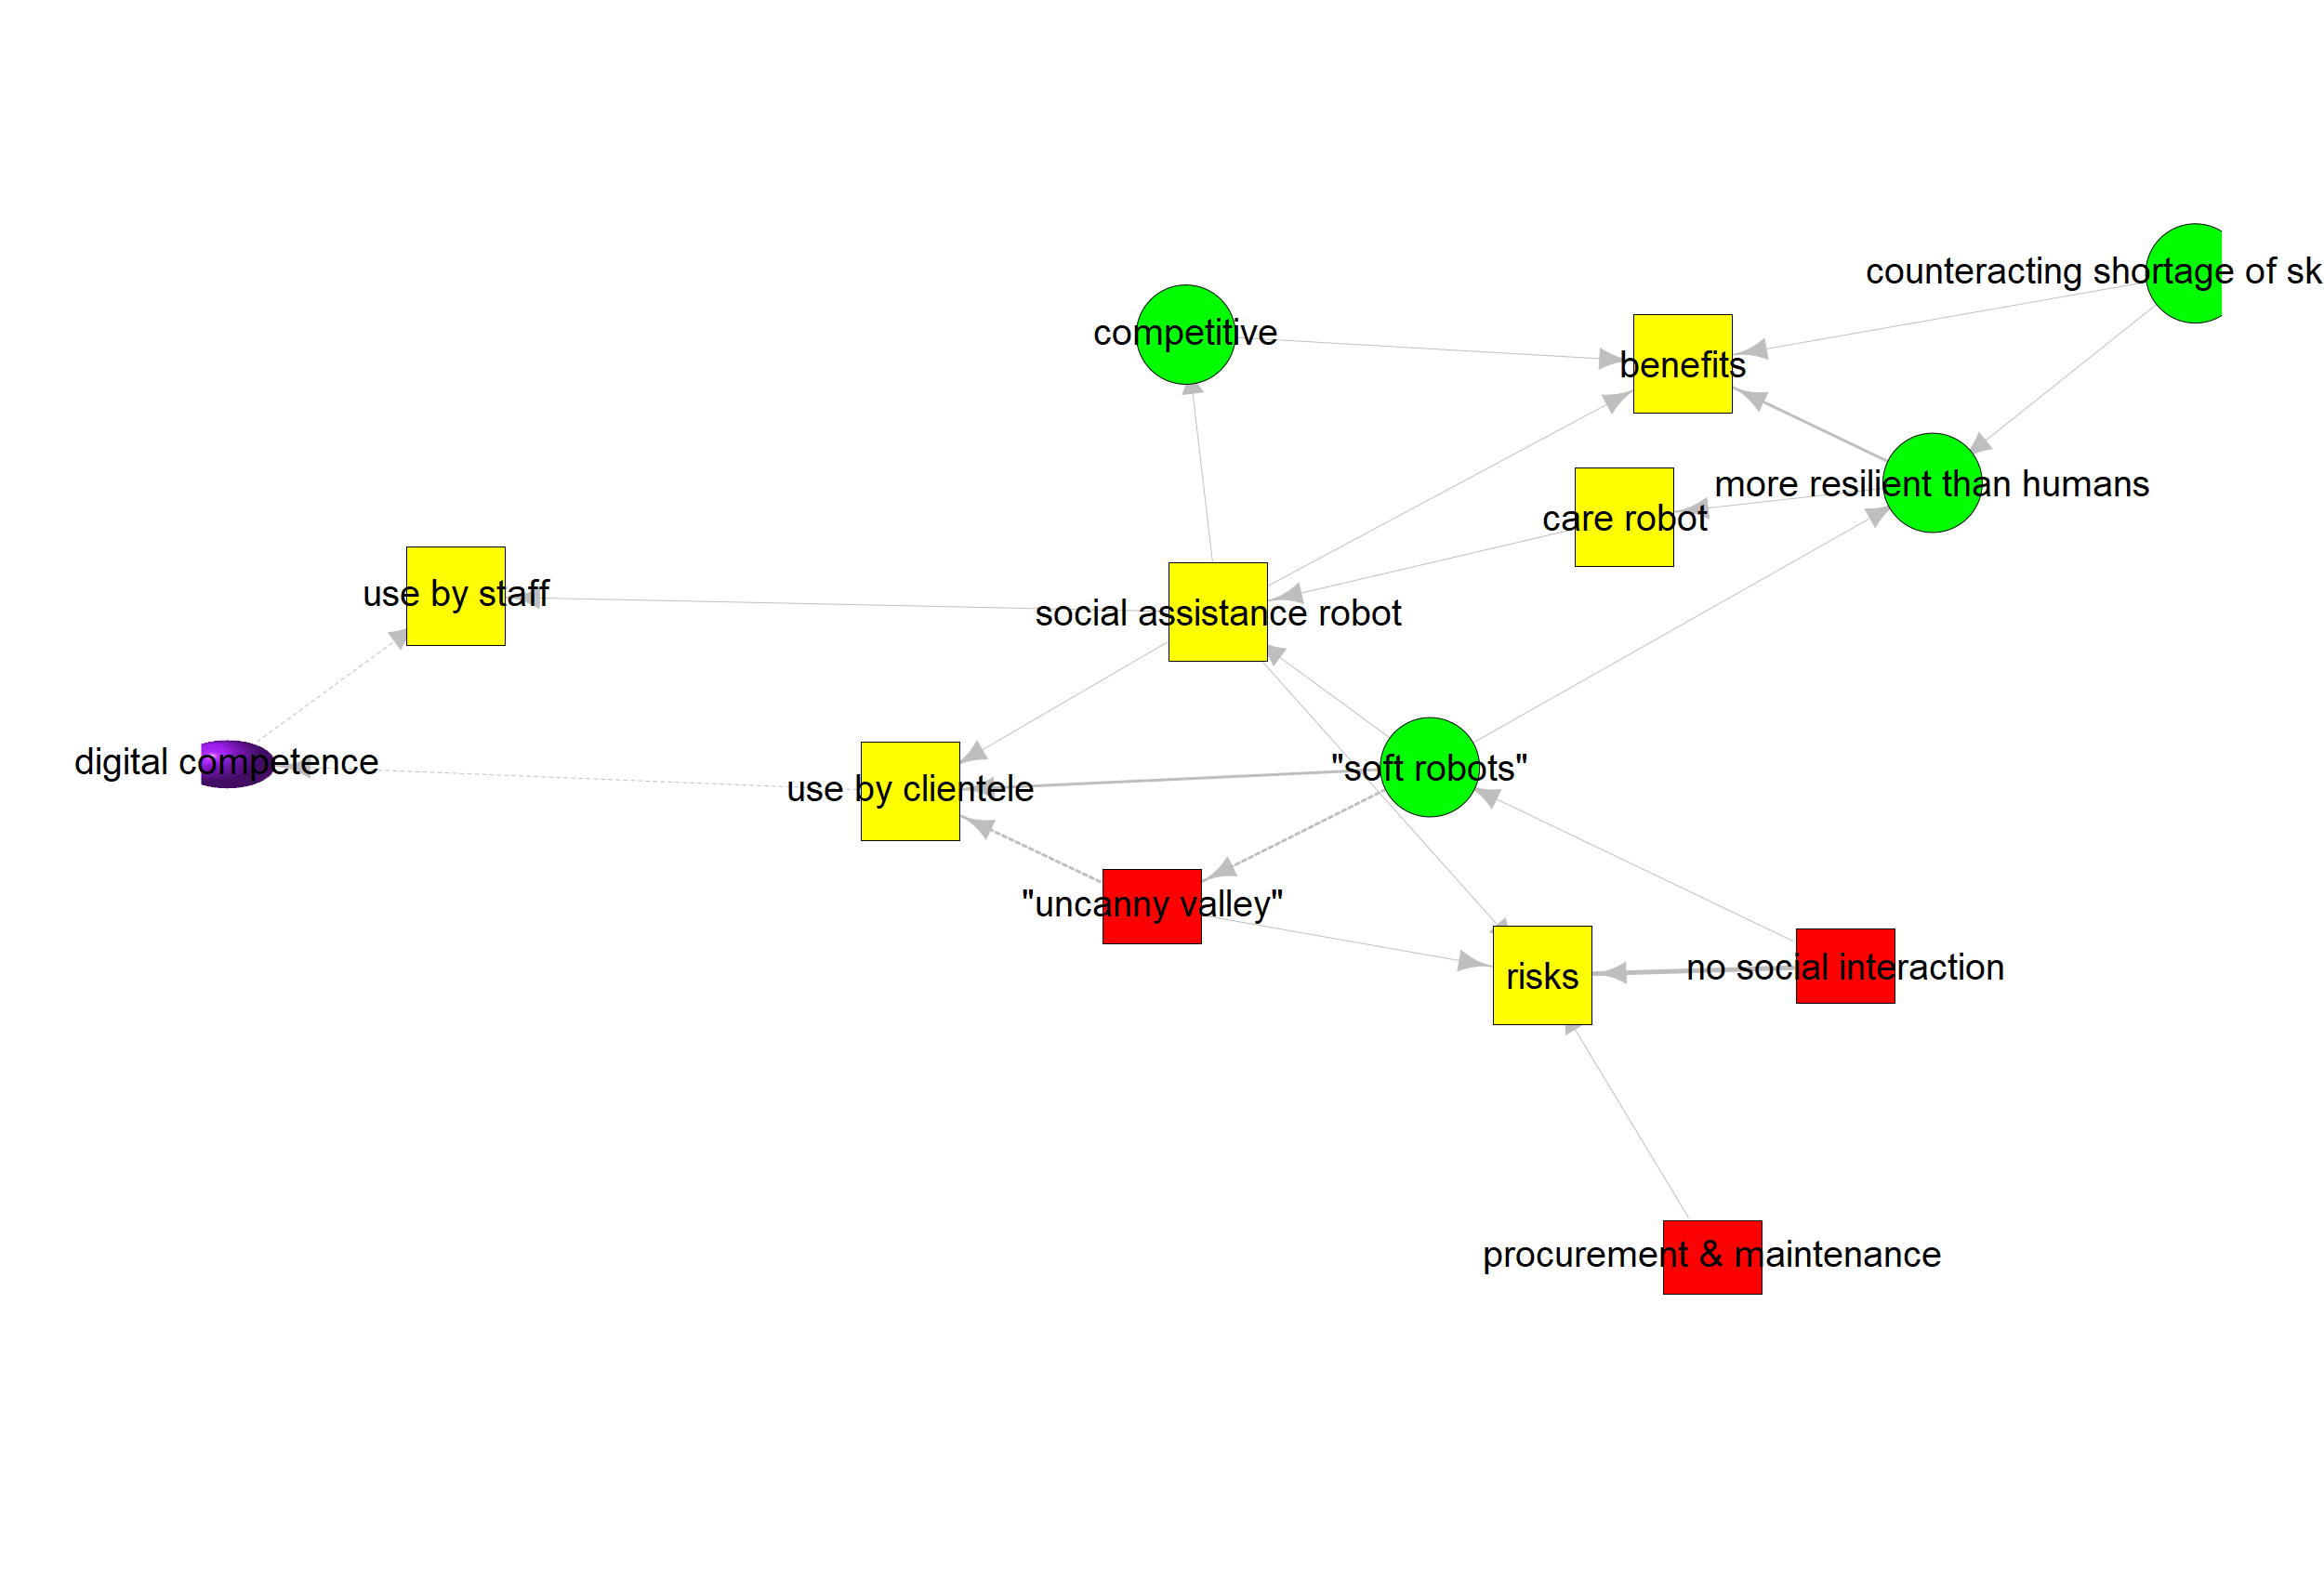 counteracting shortage of sk
competitive
benefits
more resilient than humans
care robot
use by staff
social assistance robot
digital competence
"soft robots"
use by clientele
"uncanny valley"
no social interaction
risks
procurement & maintenance